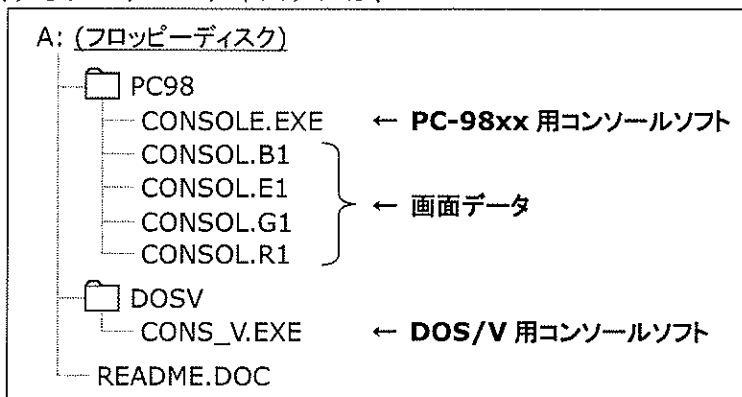 A: (フロッピーディスク)
PC98
CONSOLE.EXE ← PC-98xx 用コンソールソフト
CONSOL.B1
CONSOL.E1
← 画面データ
CONSOL.G1
CONSOL.R1
DOSV
CONS_V.EXE ← DOS/V 用コンソールソフト
README.DOC